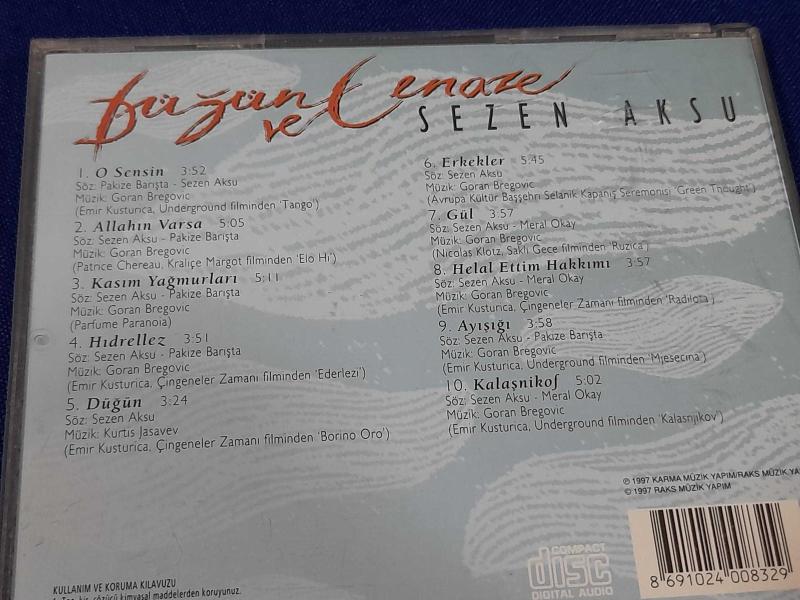 Düğün ve Cenaze
SEZEN AKSU
1. O Sensin 3:52
Söz: Pakize Barışta - Sezen Aksu
Müzik: Goran Bregovic
(Emir Kusturica, Underground filminden 'Tango')
2. Allahın Varsa 5:05
Söz: Sezen Aksu - Pakize Barışta
Müzik: Goran Bregovic
(Patrice Chereau, Kraliçe Margot filminden 'Elo Hi')
3. Kasım Yağmurları 5:11
Söz: Sezen Aksu - Pakize Barışta
Müzik: Goran Bregovic
(Parfume Paranoia)
4. Hıdrellez 3:51
Söz: Sezen Aksu - Pakize Barışta
Müzik: Goran Bregovic
(Emir Kusturica, Çingeneler Zamanı filminden 'Ederlezi')
5. Düğün 3:24
Söz: Sezen Aksu
Müzik: Kurtis Jasavev
(Emir Kusturica, Çingeneler Zamanı filminden 'Borino Oro')
6. Erkekler 5:45
Söz: Sezen Aksu
Müzik: Goran Bregovic
(Avrupa Kültür Başşehri Selanik Kapanış Seremonisi 'Green Thought')
7. Gül 3:57
Söz: Sezen Aksu - Meral Okay
Müzik: Goran Bregovic
(Nicolas Klotz, Saklı Gece filminden 'Ruzica')
8. Helal Ettim Hakkımı 3:57
Söz: Sezen Aksu - Meral Okay
Müzik: Goran Bregovic
(Emir Kusturica, Çingeneler Zamanı filminden 'Radilota')
9. Ayışığı 3:58
Söz: Sezen Aksu - Pakize Barışta
Müzik: Goran Bregovic
(Emir Kusturica, Underground filminden 'Mjesecina')
10. Kalaşnikof 5:02
Söz: Sezen Aksu - Meral Okay
Müzik: Goran Bregovic
(Emir Kusturica, Underground filminden 'Kalasnjikov')
℗ 1997 KARMA MÜZİK YAPIM/RAKS MÜZİK YA
© 1997 RAKS MÜZİK YAPIM
COMPACT
disc
DIGITAL AUDIO
8 691024 008329
KULLANIM VE KORUMA KILAVUZU
kimyasal maddelerden koruyunuz.